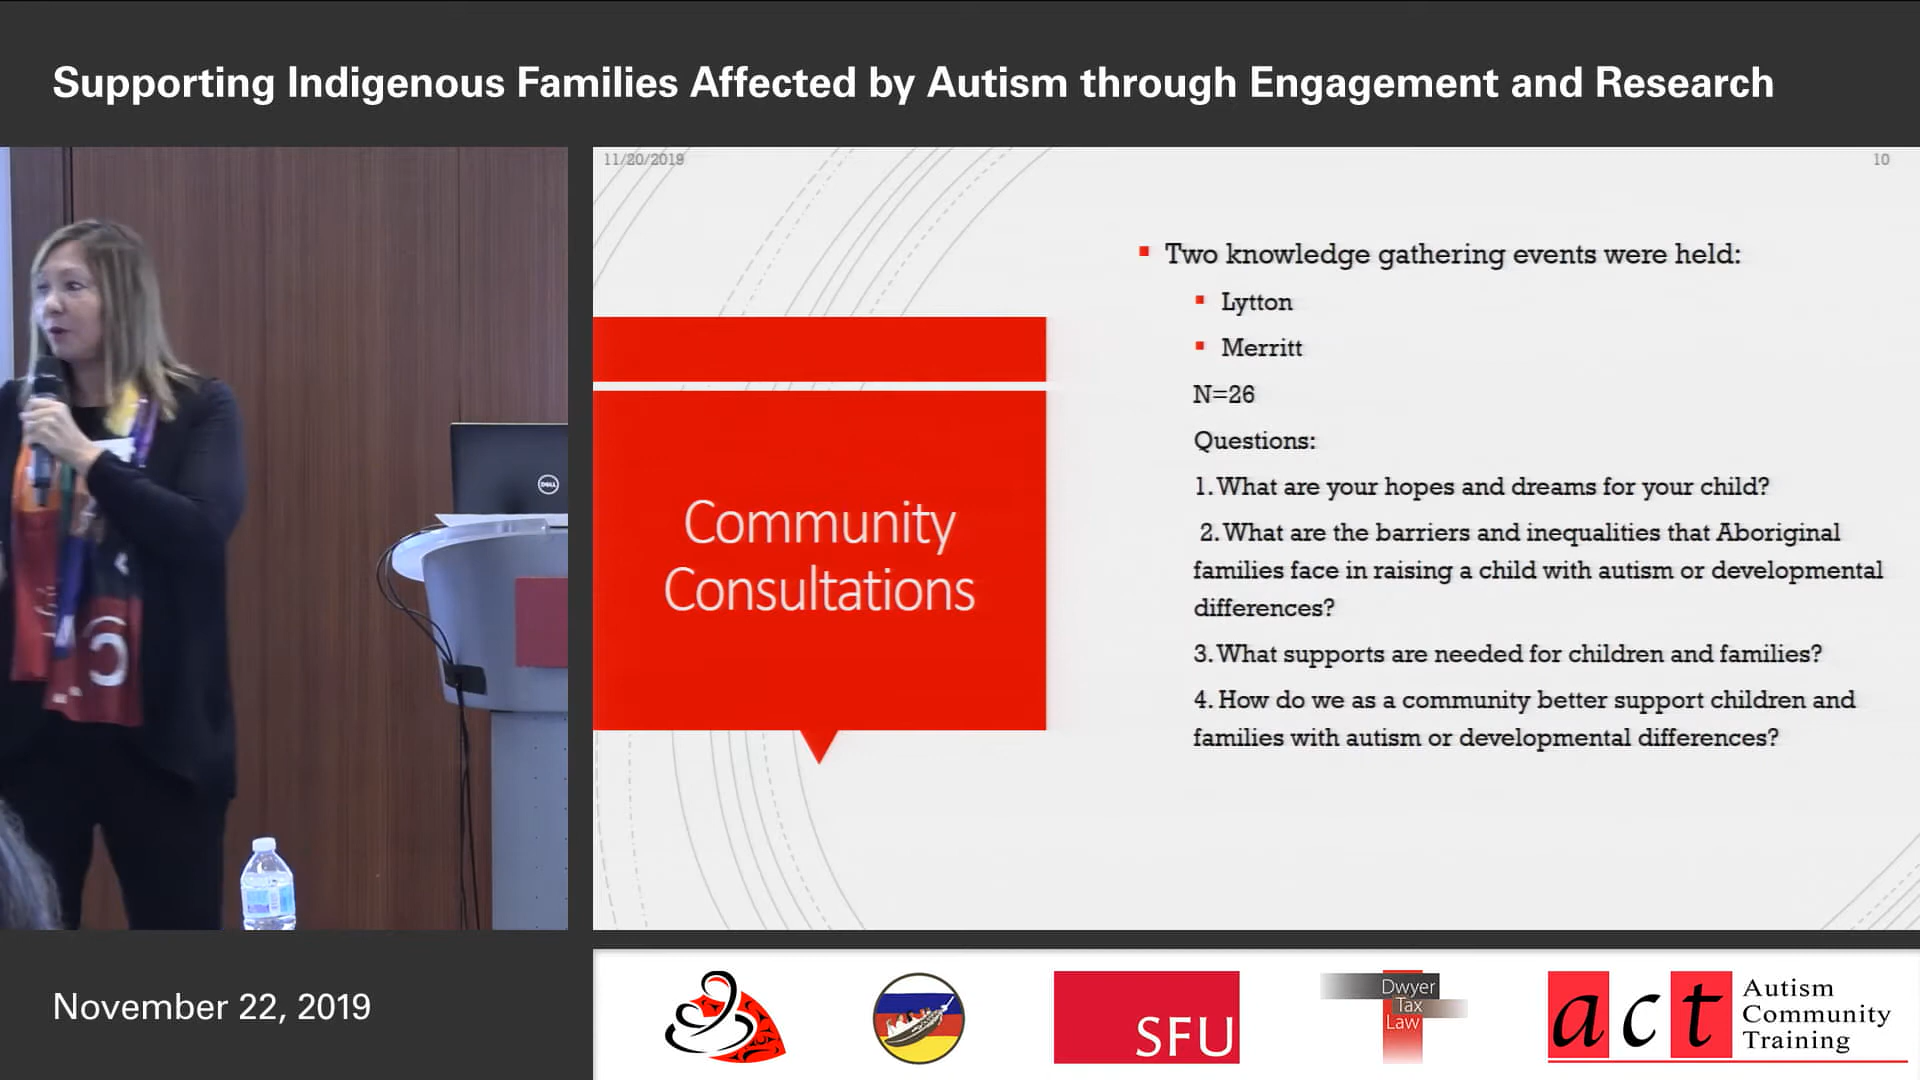 Supporting Indigenous Families Affected by Autism through Engagement and Research
11/20/2019
10
Community
Consultations
▪ Two knowledge gathering events were held:
▪ Lytton
▪ Merritt
N=26
Questions:
1. What are your hopes and dreams for your child?
2. What are the barriers and inequalities that Aboriginal
families face in raising a child with autism or developmental
differences?
3. What supports are needed for children and families?
4. How do we as a community better support children and
families with autism or developmental differences?
DELL
November 22, 2019
SFU
Dwyer
Tax
Law
act
Autism
Community
Training